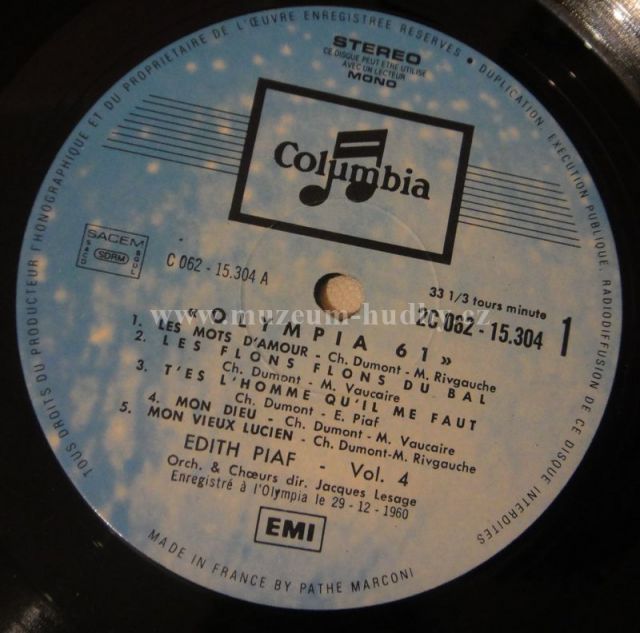 TOUS DROITS DU PRODUCTEUR PHONOGRAPHIQUE ET DU PROPRIETAIRE DE L'ŒUVRE ENREGISTREE RESERVES • DUPLICATION, EXECUTION PUBLIQUE, RADIODIFFUSION DE CE DISQUE INTERDITES
STEREO
CE DISQUE PEUT ETRE UTILISE
AVEC UN LECTEUR
MONO
Columbia
SACEM
SACD SDRM BGDL
C 062 - 15.304 A
33 1/3 tours minute
2C 062 - 15.304 1
www.muzeum-hudby.cz
« OLYMPIA 61 »
1. LES MOTS D'AMOUR - Ch. Dumont - M. Rivgauche
2. LES FLONS FLONS DU BAL
Ch. Dumont - M. Vaucaire
3. T'ES L'HOMME QU'IL ME FAUT
Ch. Dumont - E. Piaf
4. MON DIEU - Ch. Dumont - M. Vaucaire
5. MON VIEUX LUCIEN - Ch. Dumont-M. Rivgauche
EDITH PIAF - Vol. 4
Orch. & Chœurs dir. Jacques Lesage
Enregistré à l'Olympia le 29 - 12 - 1960
EMI
MADE IN FRANCE BY PATHE MARCONI